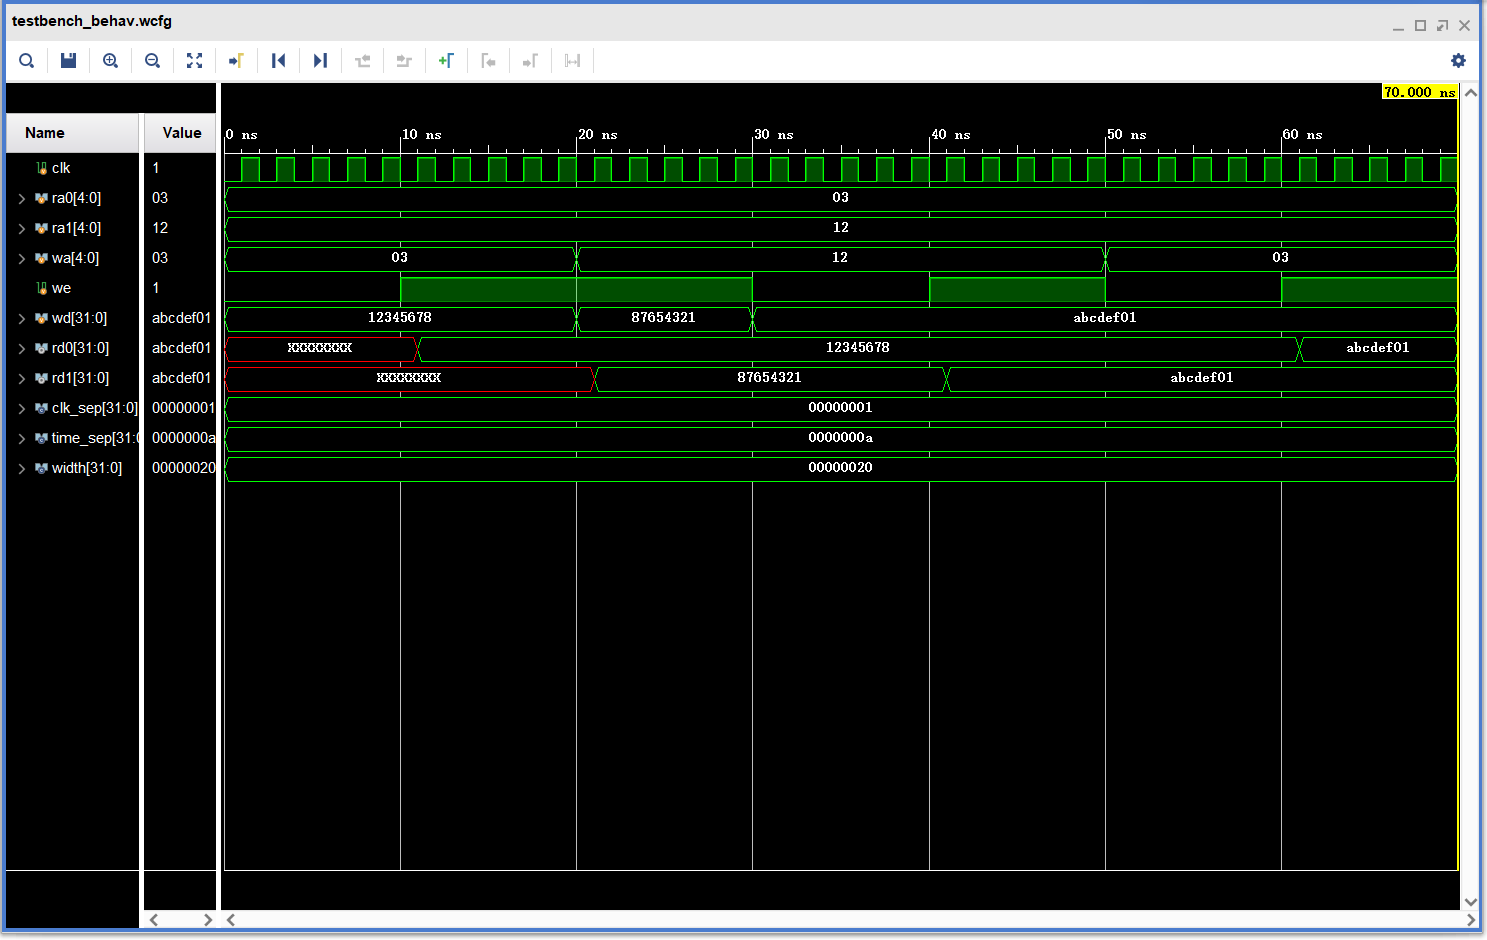 testbench_behav.wcfg
70.000 ns
Name Value 0 ns 10 ns 20 ns 30 ns 40 ns 50 ns 60 ns
clk 1
ra0[4:0] 03 03
ra1[4:0] 12 12
wa[4:0] 03 03 12 03
we 1
wd[31:0] abcdef01 12345678 87654321 abcdef01
rd0[31:0] abcdef01 XXXXXXXX 12345678 abcdef01
rd1[31:0] abcdef01 XXXXXXXX 87654321 abcdef01
clk_sep[31:0] 00000001 00000001
time_sep[31:0 0000000a 0000000a
width[31:0] 00000020 00000020